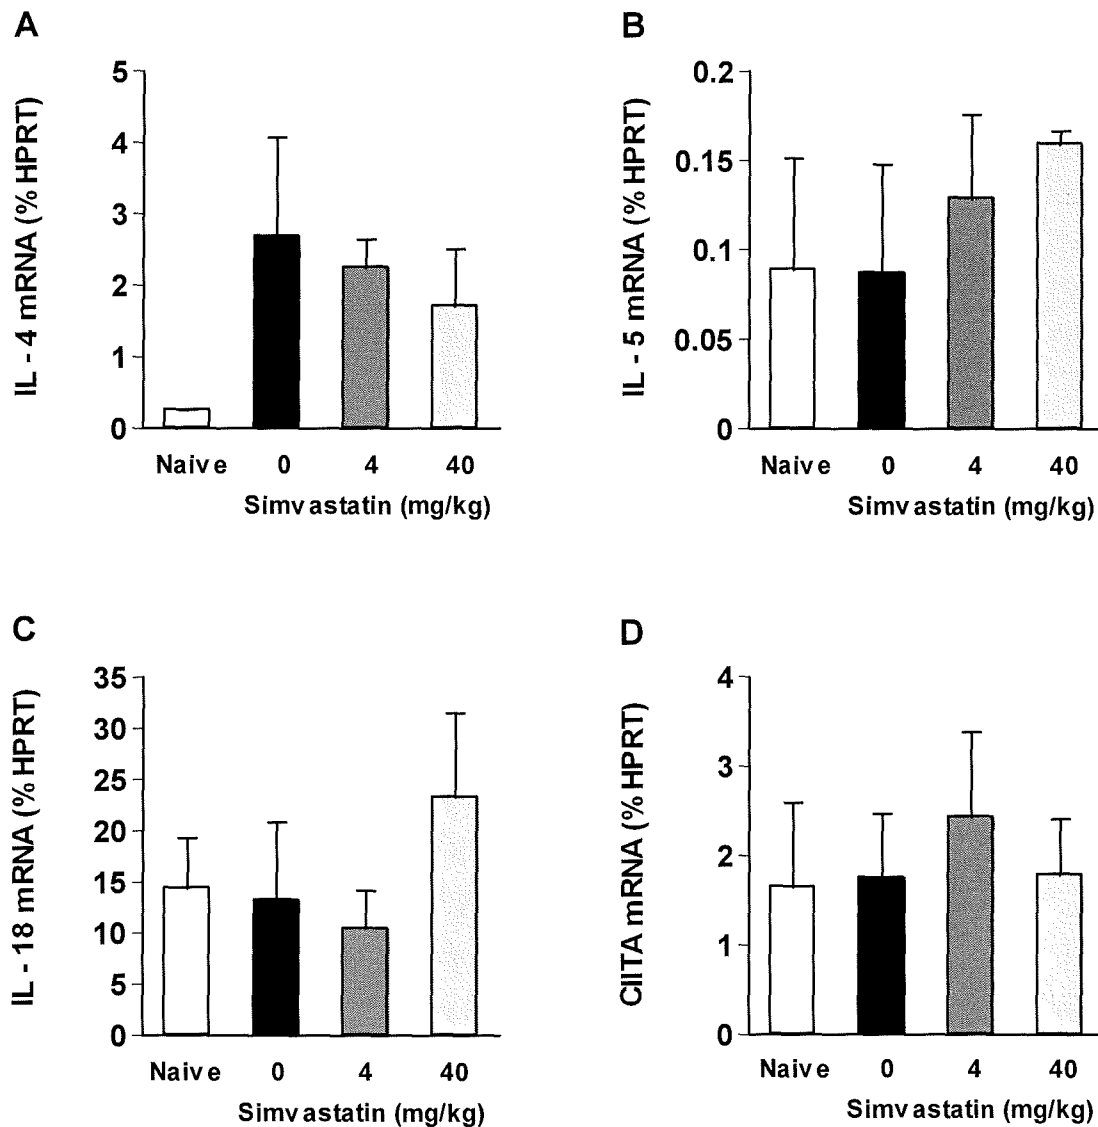 A
IL - 4 mRNA (% HPRT)
5
4
3
2
1
0
Naive 0 4 40
Simvastatin (mg/kg)
B
IL - 5 mRNA (% HPRT)
0.2
0.15
0.1
0.05
0
Naive 0 4 40
Simvastatin (mg/kg)
C
IL - 18 mRNA (% HPRT)
35
30
25
20
15
10
5
0
Naive 0 4 40
Simvastatin (mg/kg)
D
CIITA mRNA (% HPRT)
4
3
2
1
0
Naive 0 4 40
Simvastatin (mg/kg)